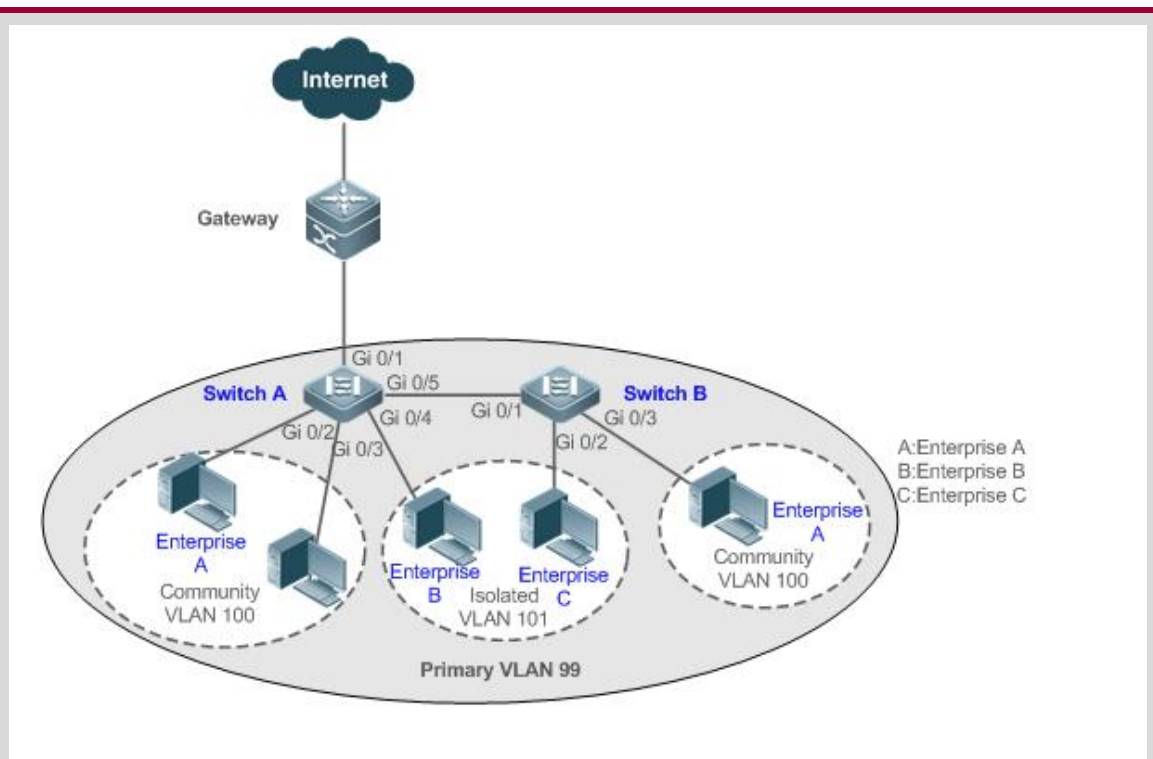 Internet
Gateway
Gi 0/1
Switch A
Gi 0/5
Switch B
Gi 0/4
Gi 0/1
Gi 0/3
Gi 0/2
Gi 0/3
Gi 0/2
A:Enterprise A
B:Enterprise B
C:Enterprise C
Enterprise
A
Community
VLAN 100
Enterprise
B
Isolated
VLAN 101
Enterprise
C
Enterprise
A
Community
VLAN 100
Primary VLAN 99